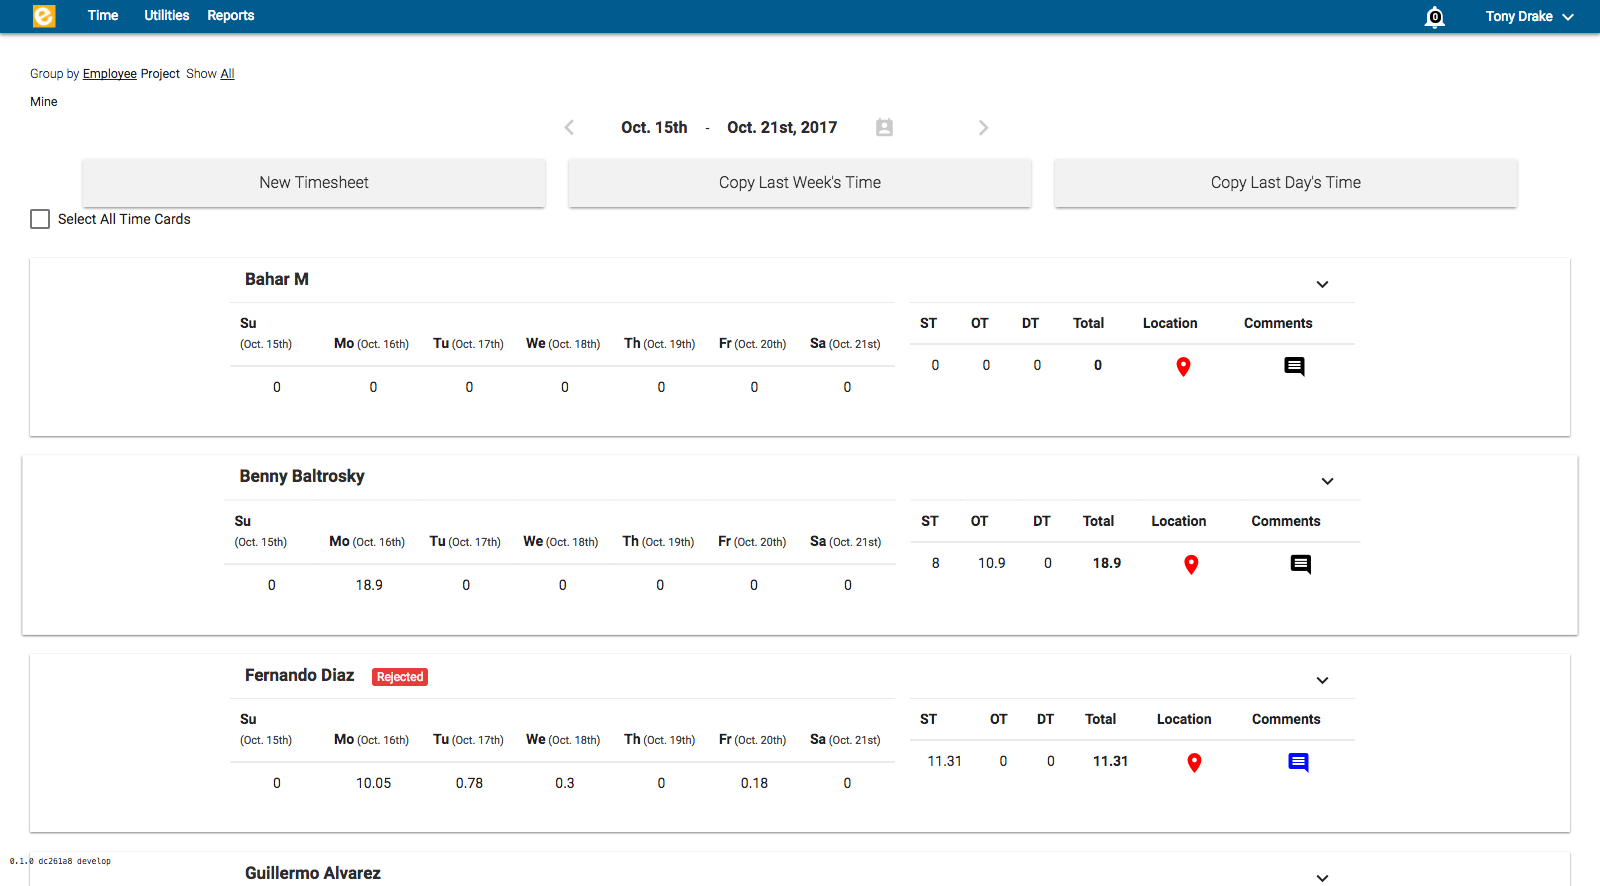 e Time Utilities Reports 0 Tony Drake
Group by Employee Project Show All
Mine
Oct. 15th - Oct. 21st, 2017
New Timesheet Copy Last Week's Time Copy Last Day's Time
Select All Time Cards
Bahar M
Su ST OT DT Total Location Comments
(Oct. 15th) Mo (Oct. 16th) Tu (Oct. 17th) We (Oct. 18th) Th (Oct. 19th) Fr (Oct. 20th) Sa (Oct. 21st)
0 0 0 0
0 0 0 0 0 0 0
Benny Baltrosky
Su ST OT DT Total Location Comments
(Oct. 15th) Mo (Oct. 16th) Tu (Oct. 17th) We (Oct. 18th) Th (Oct. 19th) Fr (Oct. 20th) Sa (Oct. 21st)
8 10.9 0 18.9
0 18.9 0 0 0 0 0
Fernando Diaz Rejected
Su ST OT DT Total Location Comments
(Oct. 15th) Mo (Oct. 16th) Tu (Oct. 17th) We (Oct. 18th) Th (Oct. 19th) Fr (Oct. 20th) Sa (Oct. 21st)
11.31 0 0 11.31
0 10.05 0.78 0.3 0 0.18 0
0.1.0 dc261a8 develop
Guillermo Alvarez